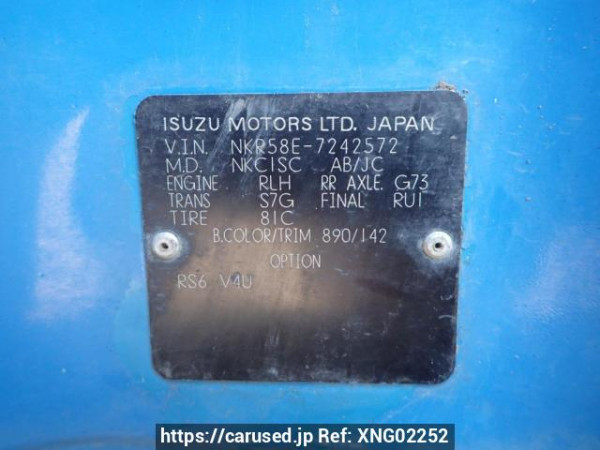 ISUZU MOTORS LTD. JAPAN
V.I.N. NKR58E-7242572
M.D. NKC1SC AB/JC
ENGINE RLH RR AXLE. G73
TRANS S7G FINAL RU1
TIRE 81C
B.COLOR/TRIM 890/142
OPTION
RS6 V4U
https://carused.jp Ref: XNG02252